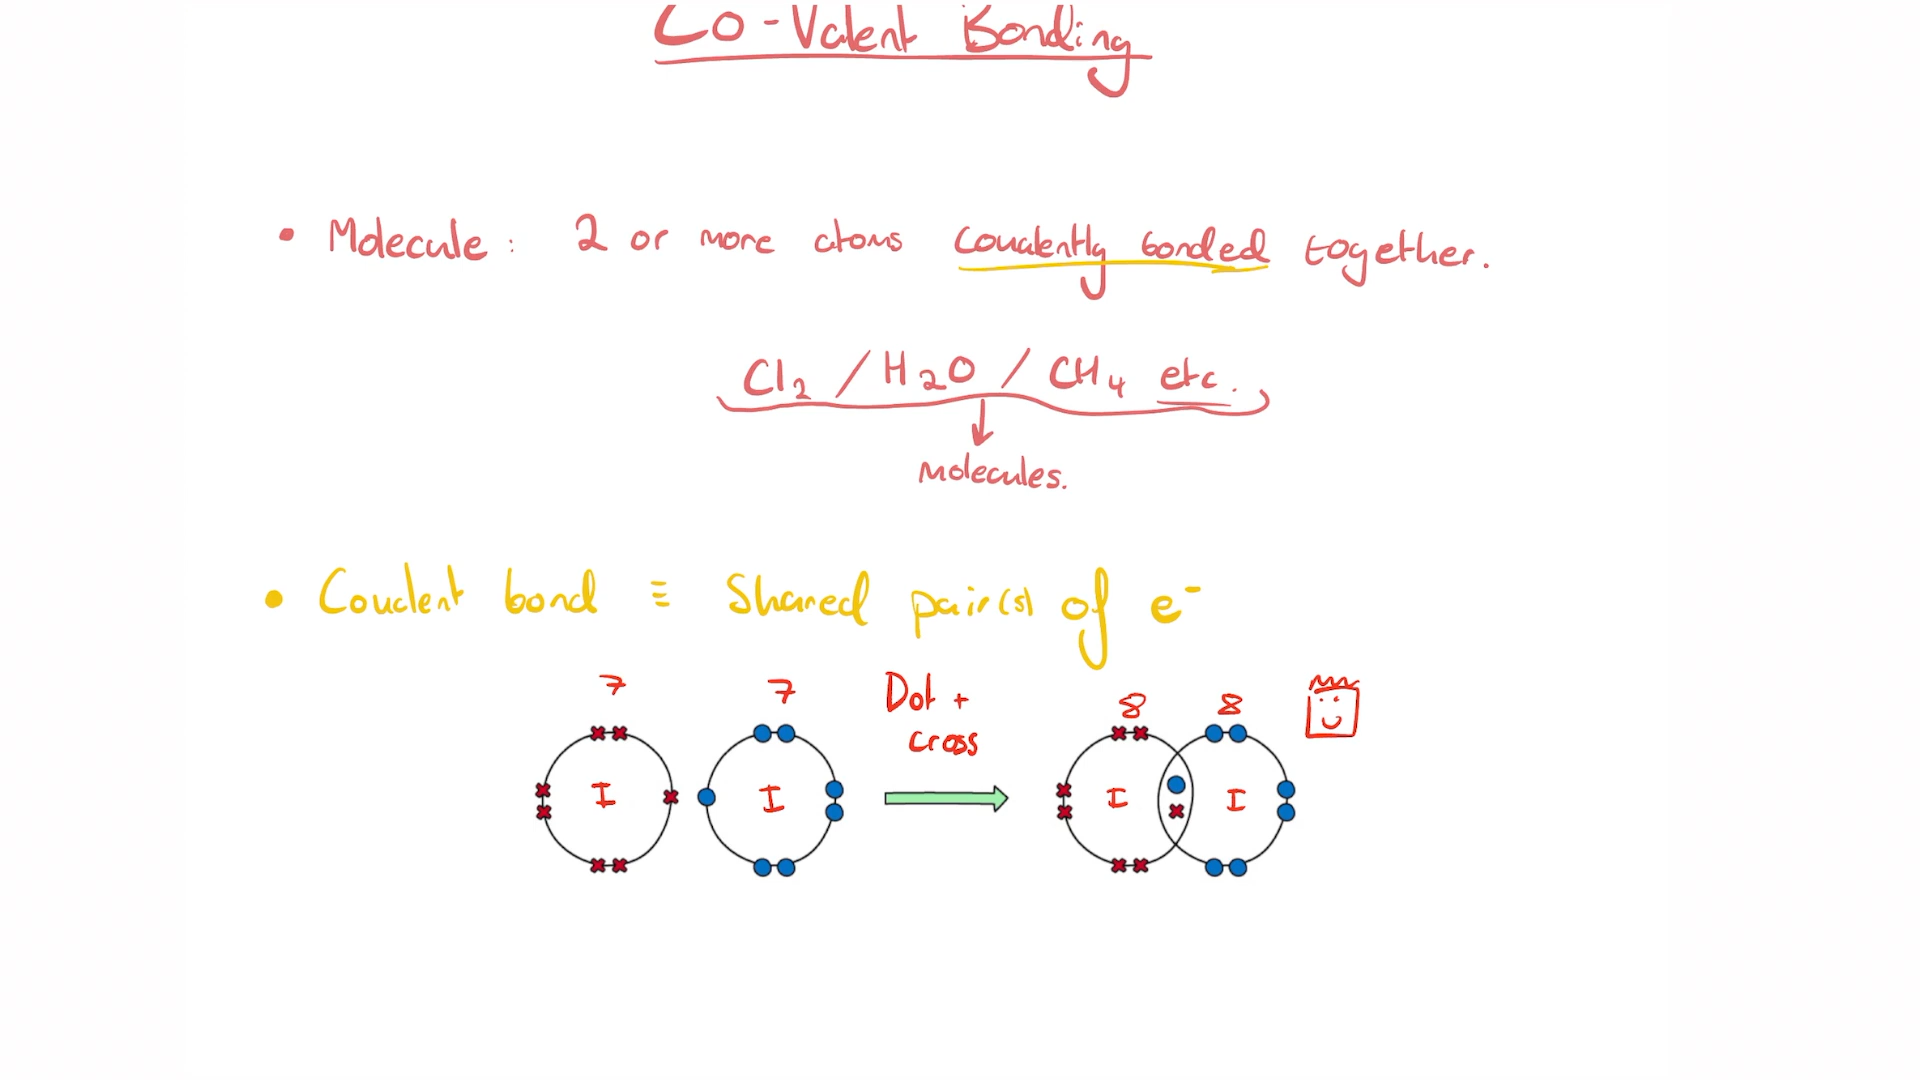 Co-Valent Bonding
• Molecule: 2 or more atoms covalently bonded together.
Cl₂ / H₂O / CH₄ etc.
molecules.
• Covalent bond ≡ Shared pair(s) of e⁻
7 7 Dot + 8 8
cross
I I I I